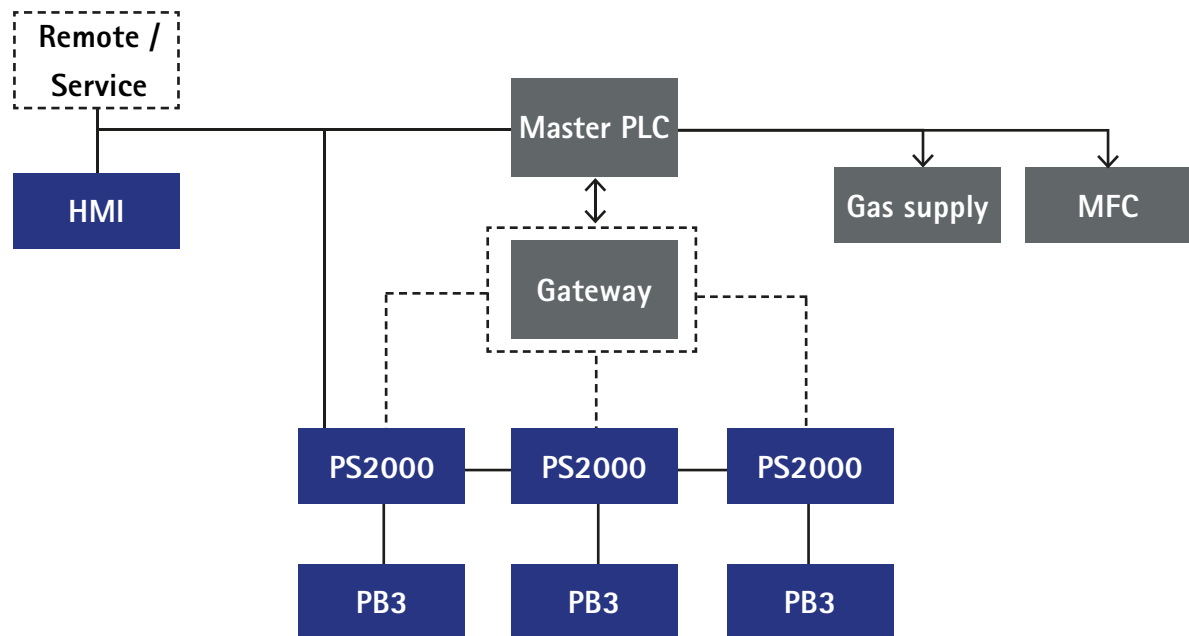 Remote /
Service
Master PLC
HMI
Gas supply
MFC
Gateway
PS2000
PS2000
PS2000
PB3
PB3
PB3